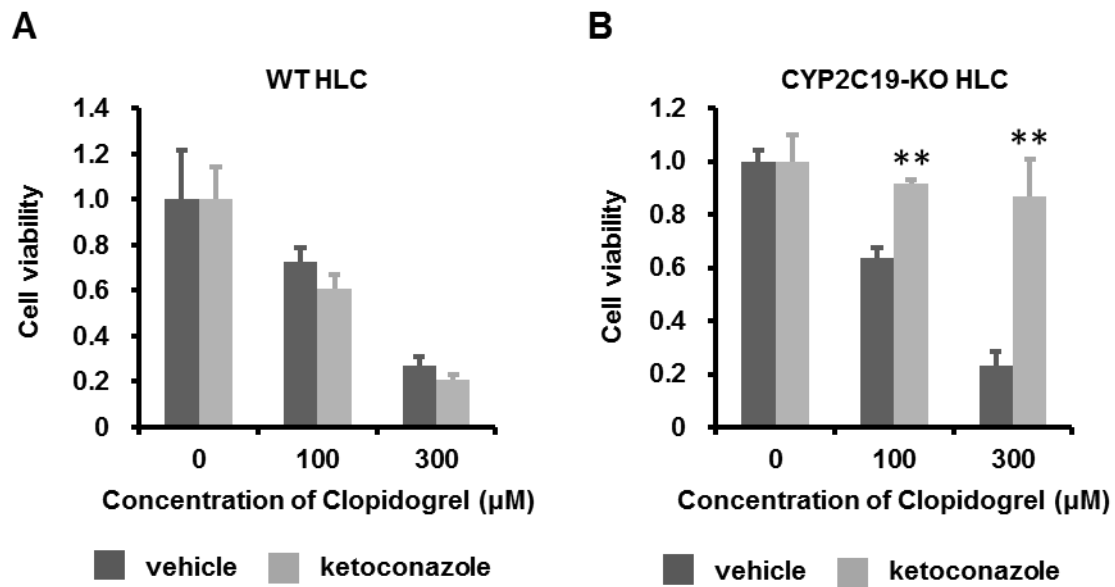 A
WT HLC
1.4
1.2
1.0
0.8
0.6
0.4
0.2
0
Cell viability
0 100 300
Concentration of Clopidogrel (µM)
vehicle ketoconazole
B
CYP2C19-KO HLC
1.2
1.0
0.8
0.6
0.4
0.2
0
Cell viability
** **
0 100 300
Concentration of Clopidogrel (µM)
vehicle ketoconazole